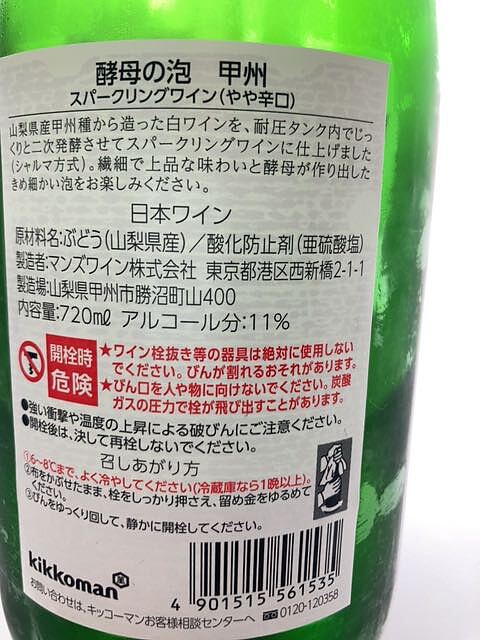 酵母の泡　甲州
スパークリングワイン(やや辛口)
山梨県産甲州種から造った白ワインを、耐圧タンク内でじっ
くりと二次発酵させてスパークリングワインに仕上げました
(シャルマ方式)。繊細で上品な味わいと酵母が作り出した
きめ細かい泡をお楽しみください。
日本ワイン
原材料名:ぶどう(山梨県産)/酸化防止剤(亜硫酸塩)
製造者:マンズワイン株式会社 東京都港区西新橋2-1-1
製造場:山梨県甲州市勝沼町山400
内容量:720ml アルコール分:11%
開栓時
危険
★ワイン栓抜き等の器具は絶対に使用しない
でください。びんが割れるおそれがあります。
★びん口を人や物に向けないでください。炭酸
ガスの圧力で栓が飛び出すことがあります。
●強い衝撃や温度の上昇による破びんにご注意ください。
●開栓後は、決して再栓しないでください。
召しあがり方
①6~8℃まで、よく冷やしてください(冷蔵庫なら1晩以上)。
②布をかぶせたまま、栓をしっかり押さえ、留め金をゆるめて
ください。
③びんをゆっくり回して、静かに開栓してください。
kikkoman
4 901515 561535
お問い合わせは、キッコーマンお客様相談センターへ 0120-120358